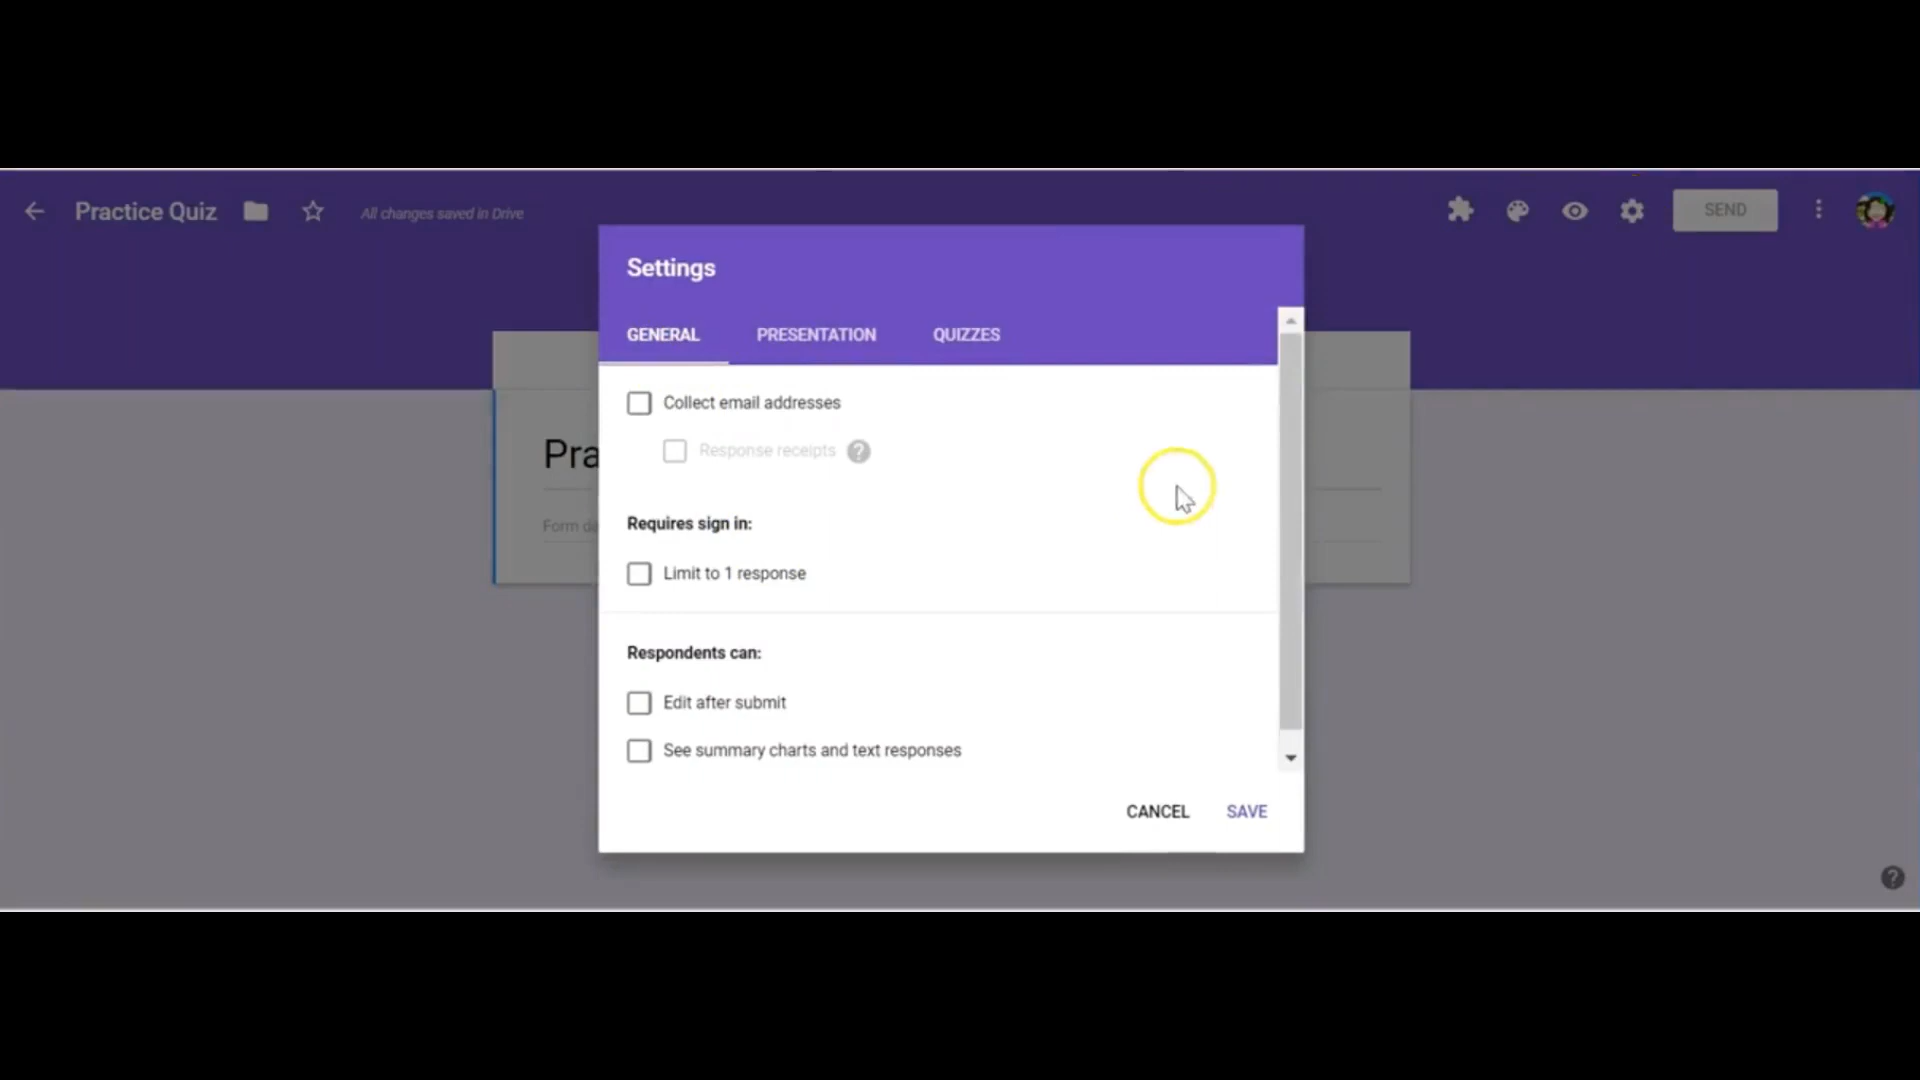 Practice Quiz
All changes saved in Drive
SEND
Settings
GENERAL PRESENTATION QUIZZES
Collect email addresses
Response receipts ?
Pra
Form de
Requires sign in:
Limit to 1 response
Respondents can:
Edit after submit
See summary charts and text responses
CANCEL SAVE
?